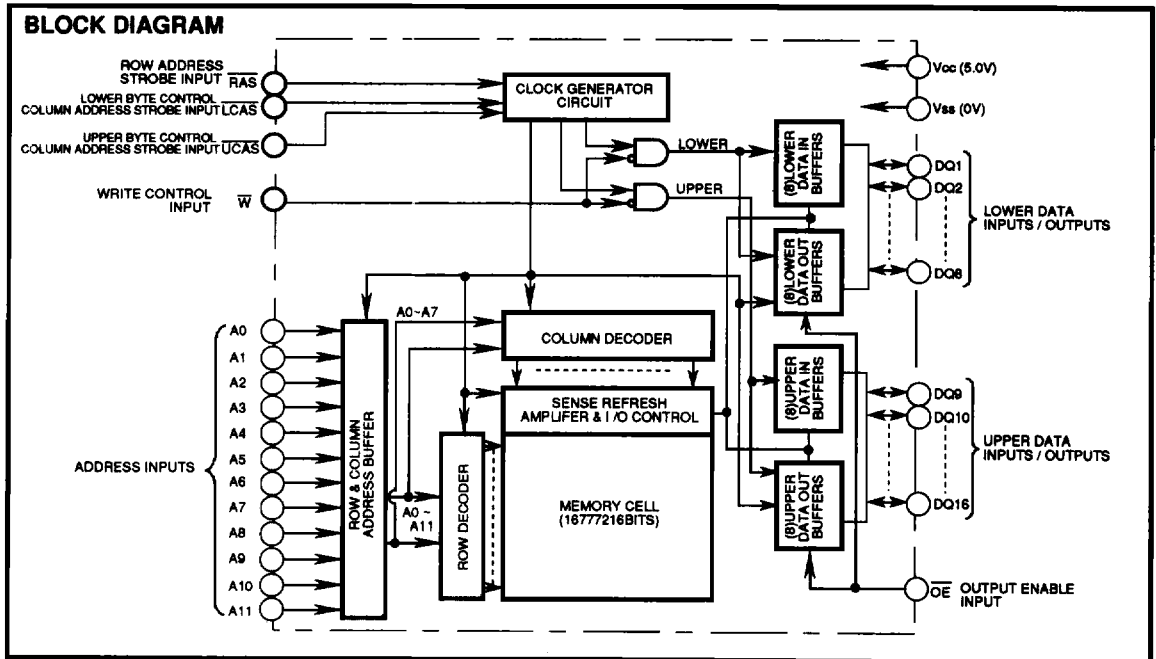 BLOCK DIAGRAM
ROW ADDRESS
STROBE INPUT RAS
LOWER BYTE CONTROL
COLUMN ADDRESS STROBE INPUT LCAS
UPPER BYTE CONTROL
COLUMN ADDRESS STROBE INPUT UCAS
WRITE CONTROL
INPUT W
CLOCK GENERATOR
CIRCUIT
LOWER
UPPER
(8)LOWER
DATA IN
BUFFERS
(8)LOWER
DATA OUT
BUFFERS
(8)UPPER
DATA IN
BUFFERS
(8)UPPER
DATA OUT
BUFFERS
Vcc (5.0V)
Vss (0V)
DQ1
DQ2
DQ8
LOWER DATA
INPUTS / OUTPUTS
DQ9
DQ10
DQ16
UPPER DATA
INPUTS / OUTPUTS
OE OUTPUT ENABLE
INPUT
ADDRESS INPUTS
A0
A1
A2
A3
A4
A5
A6
A7
A8
A9
A10
A11
ROW & COLUMN
ADDRESS BUFFER
A0~A7
A0 ~
A11
ROW DECODER
COLUMN DECODER
SENSE REFRESH
AMPLIFER & I /O CONTROL
MEMORY CELL
(16777216BITS)